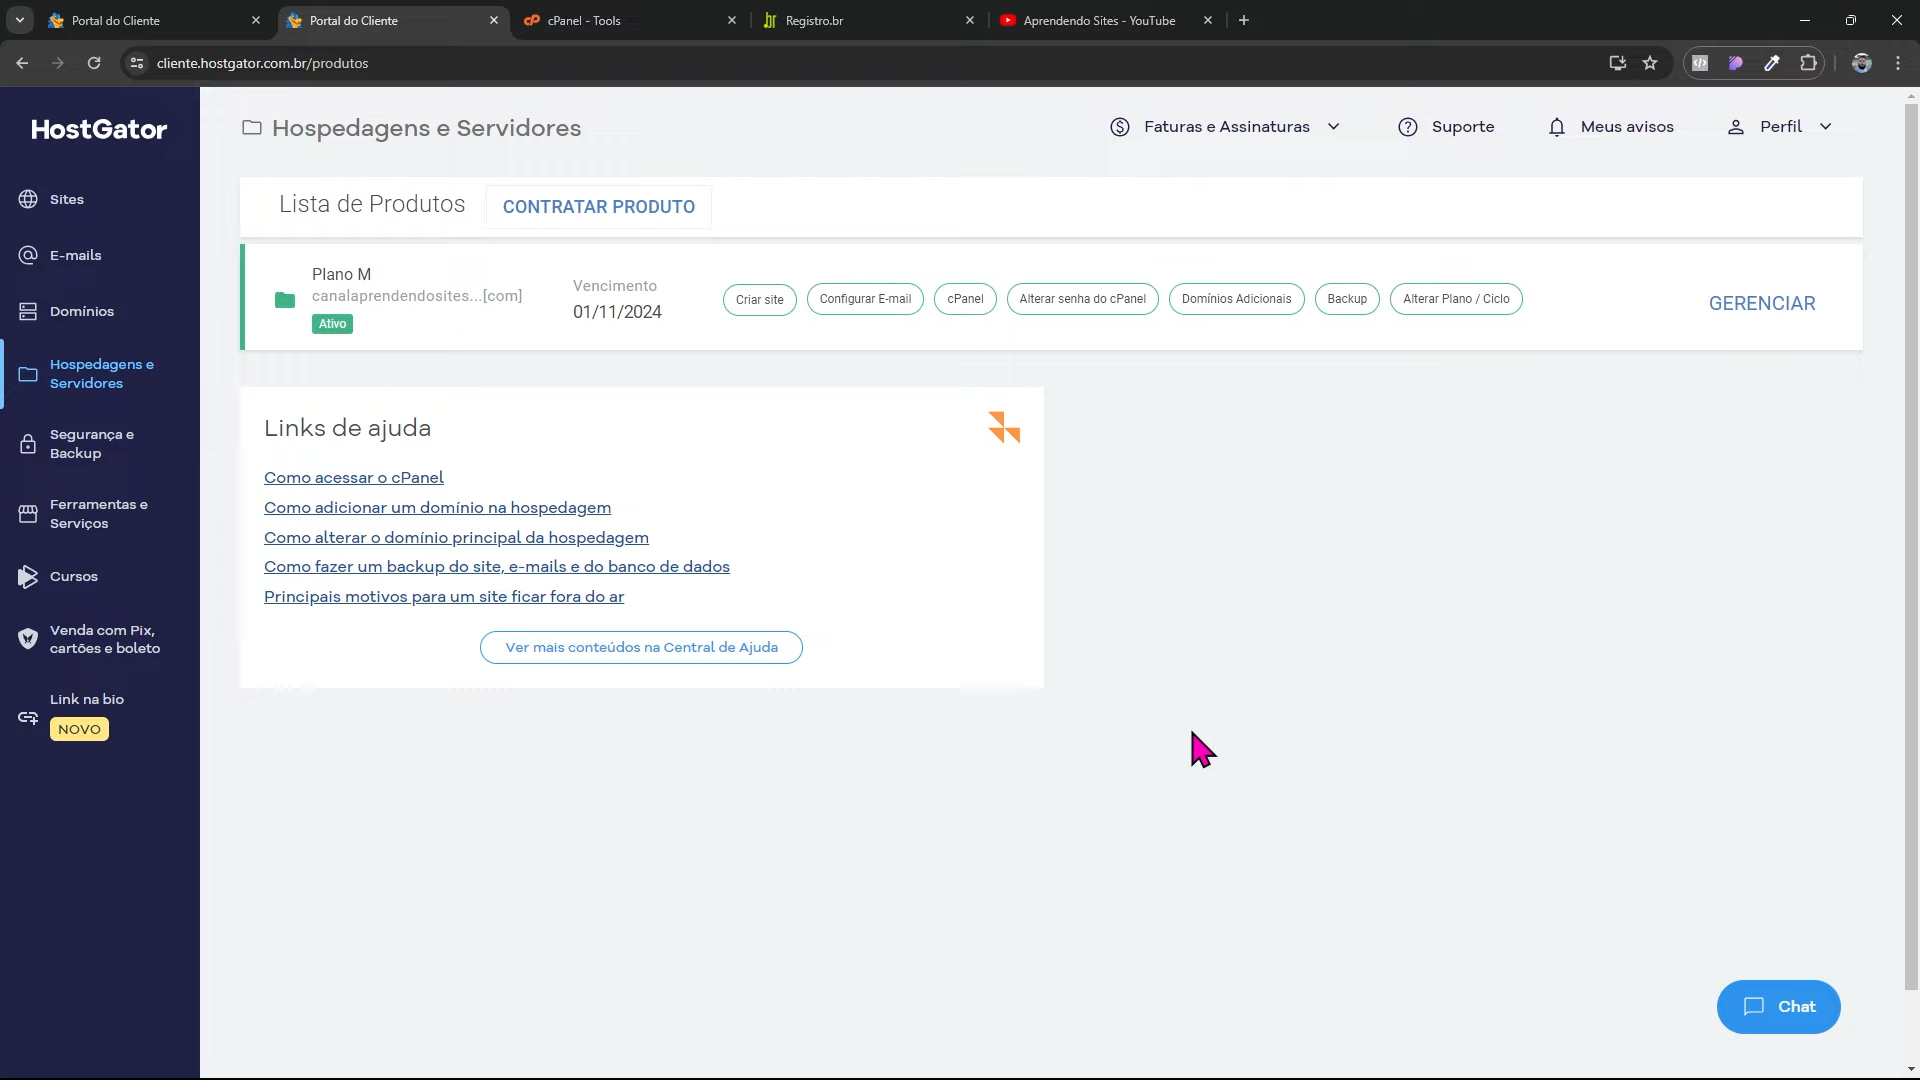 Portal do Cliente
Portal do Cliente
cPanel - Tools
Registro.br
Aprendendo Sites - YouTube
cliente.hostgator.com.br/produtos
HostGator
Sites
E-mails
Domínios
Hospedagens e
Servidores
Segurança e
Backup
Ferramentas e
Serviços
Cursos
Venda com Pix,
cartões e boleto
Link na bio
NOVO
Hospedagens e Servidores
Faturas e Assinaturas
Suporte
Meus avisos
Perfil
Lista de Produtos
CONTRATAR PRODUTO
Plano M
canalaprendendosites...[com]
Ativo
Vencimento
01/11/2024
Criar site
Configurar E-mail
cPanel
Alterar senha do cPanel
Domínios Adicionais
Backup
Alterar Plano / Ciclo
GERENCIAR
Links de ajuda
Como acessar o cPanel
Como adicionar um domínio na hospedagem
Como alterar o domínio principal da hospedagem
Como fazer um backup do site, e-mails e do banco de dados
Principais motivos para um site ficar fora do ar
Ver mais conteúdos na Central de Ajuda
Chat